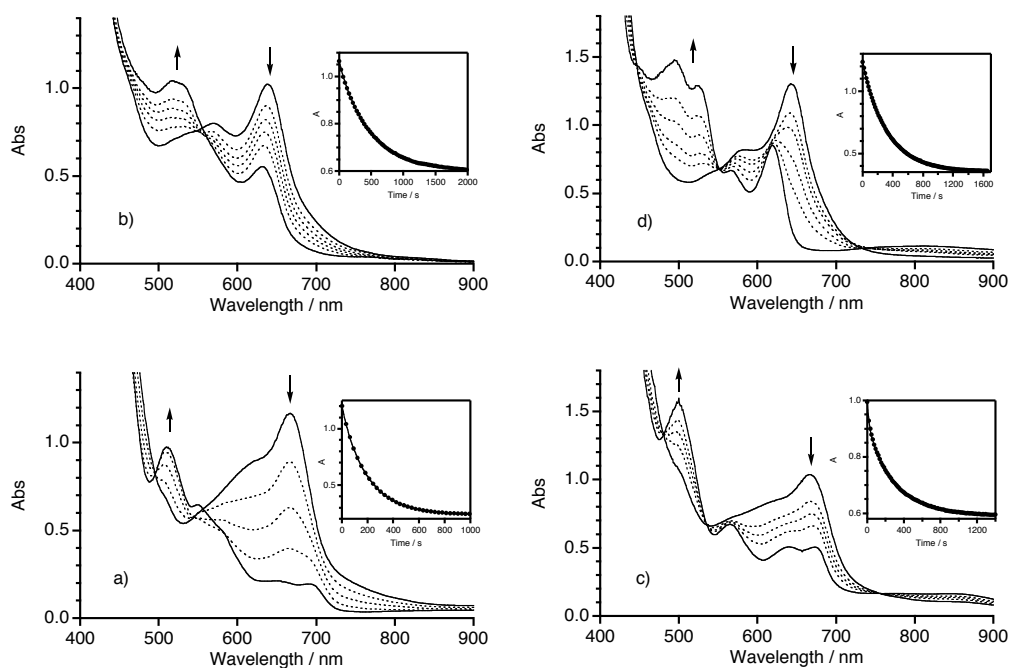 Abs
1.0
0.5
0.0
400 500 600 700 800 900
Wavelength / nm
b)
A
1.0
0.8
0.6
0 500 1000 1500 2000
Time / s
Abs
1.5
1.0
0.5
0.0
400 500 600 700 800 900
Wavelength / nm
d)
A
1.0
0.5
0 400 800 1200 1600
Time / s
Abs
1.0
0.5
0.0
400 500 600 700 800 900
Wavelength / nm
a)
A
1.0
0.5
0 200 400 600 800 1000
Time / s
Abs
1.5
1.0
0.5
0.0
400 500 600 700 800 900
Wavelength / nm
c)
A
1.0
0.8
0.6
0 400 800 1200
Time / s